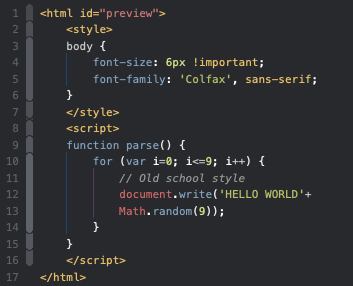 1 <html id="preview">
2 <style>
3 body {
4 font-size: 6px !important;
5 font-family: 'Colfax', sans-serif;
6 }
7 </style>
8 <script>
9 function parse() {
10 for (var i=0; i<=9; i++) {
11 // Old school style
12 document.write('HELLO WORLD'+
13 Math.random(9));
14 }
15 }
16 </script>
17 </html>